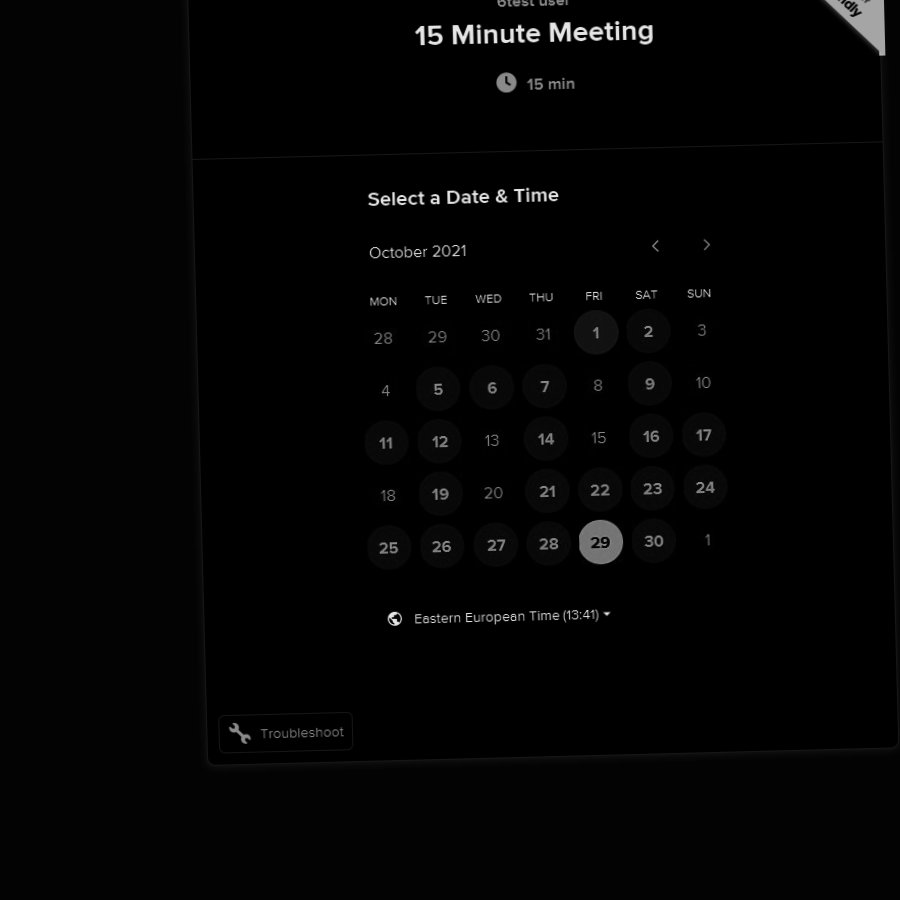 6test user
15 Minute Meeting
15 min
Select a Date & Time
October 2021
MON TUE WED THU FRI SAT SUN
28 29 30 31 1 2 3
4 5 6 7 8 9 10
11 12 13 14 15 16 17
18 19 20 21 22 23 24
25 26 27 28 29 30 1
Eastern European Time (13:41)
Troubleshoot